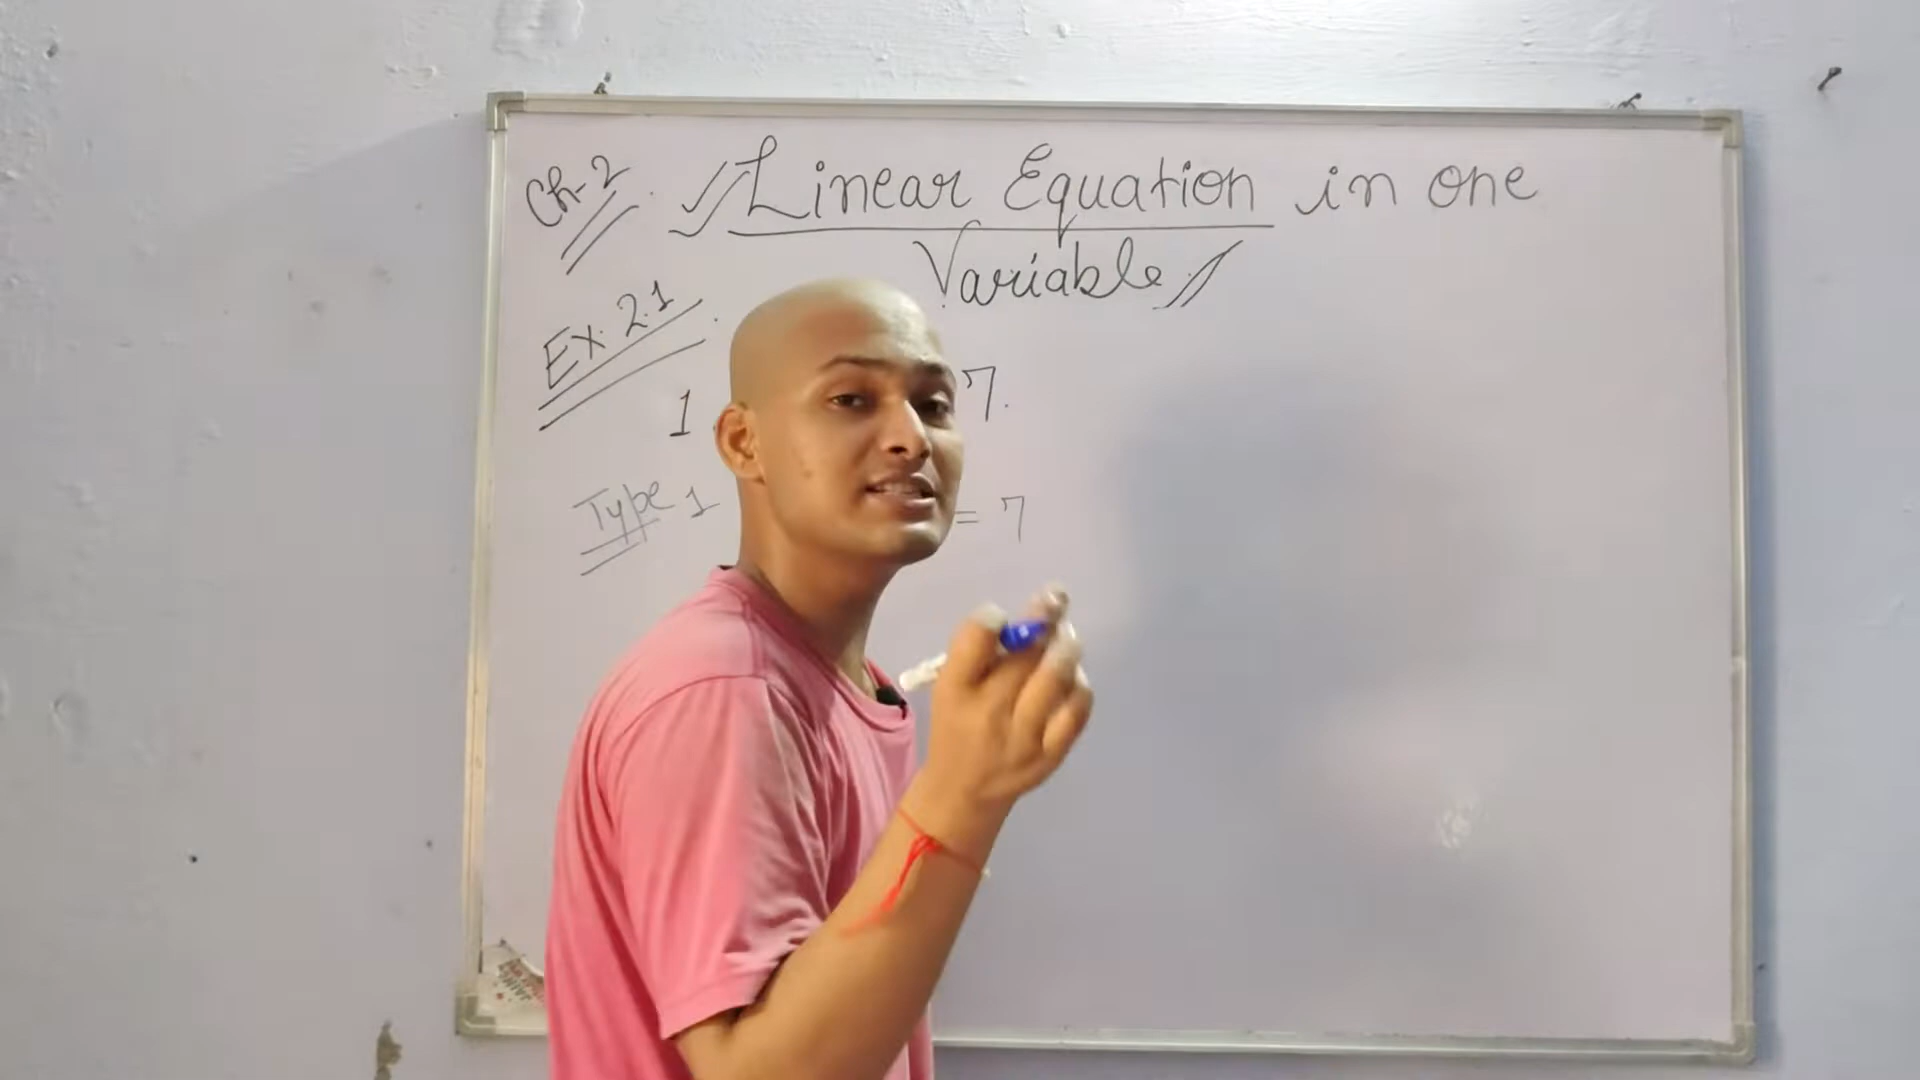 Ch-2. Linear Equation in one
Variable
Ex. 2.1
1 7.
Type 1 = 7